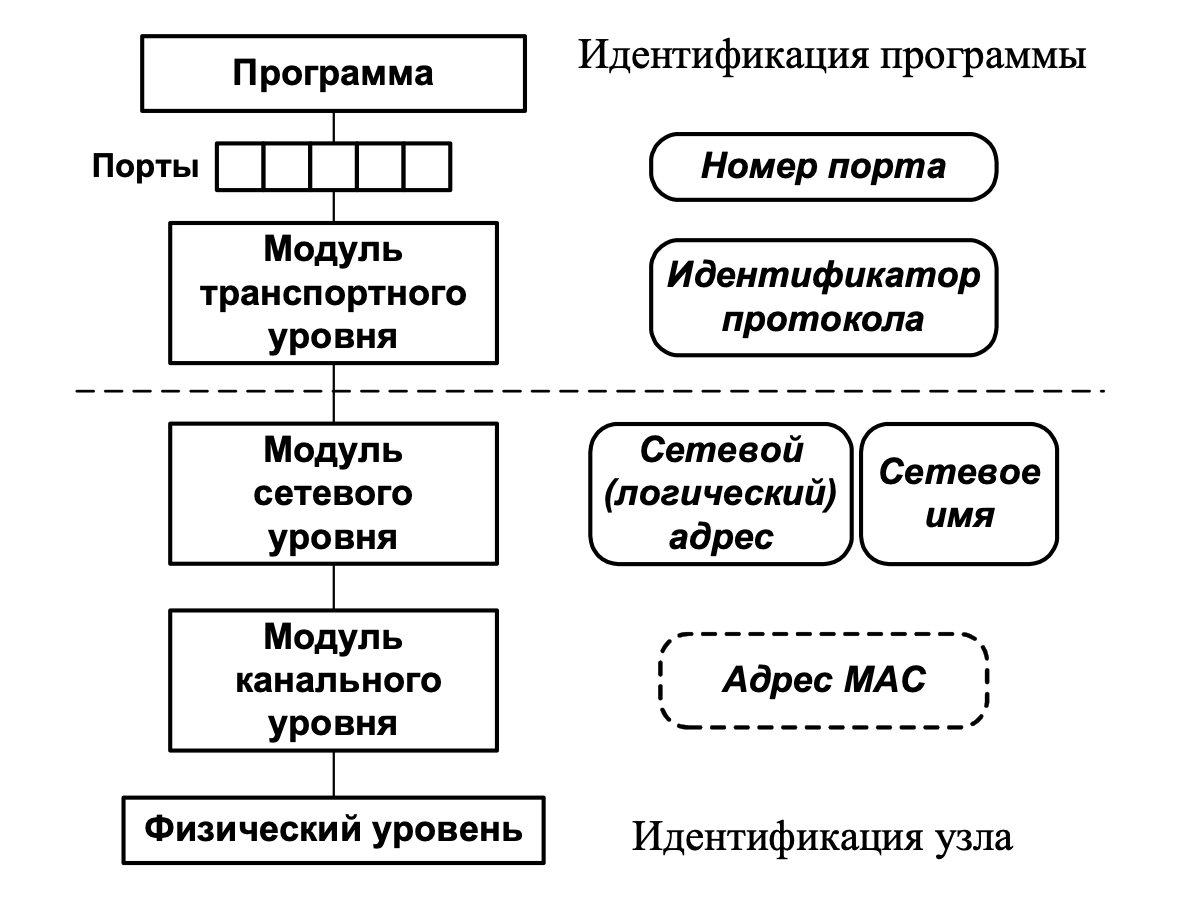 Идентификация программы
Программа
Порты
Номер порта
Модуль
транспортного
уровня
Идентификатор
протокола
Модуль
сетевого
уровня
Сетевой
(логический)
адрес
Сетевое
имя
Модуль
канального
уровня
Адрес MAC
Физический уровень
Идентификация узла